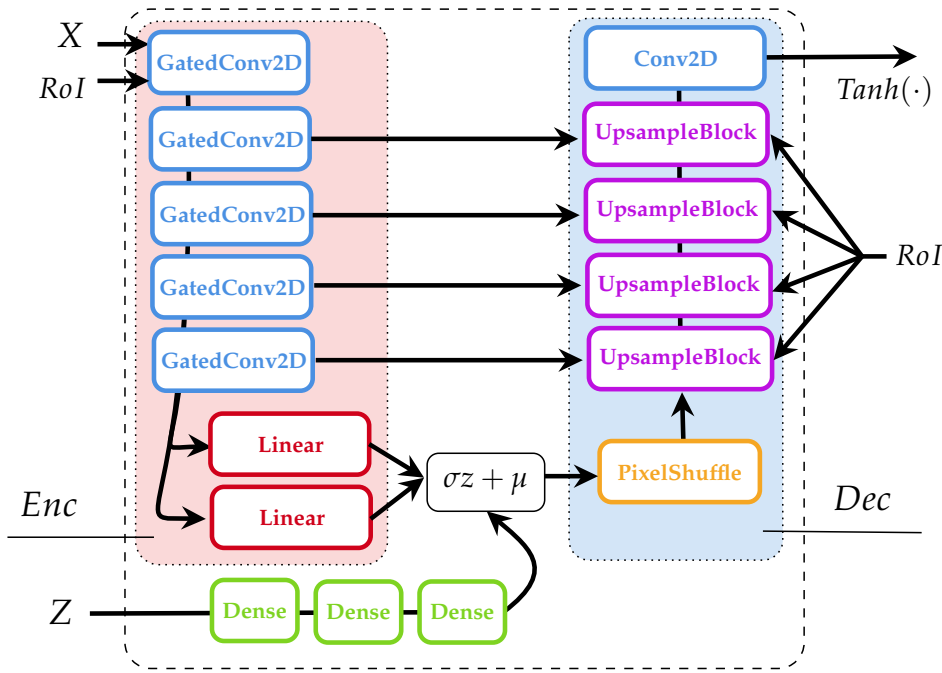 X
RoI
GatedConv2D
GatedConv2D
GatedConv2D
GatedConv2D
GatedConv2D
Linear
Linear
Enc
Z
Dense Dense Dense
σz + μ
Conv2D
Tanh(·)
UpsampleBlock
UpsampleBlock
UpsampleBlock
UpsampleBlock
RoI
PixelShuffle
Dec